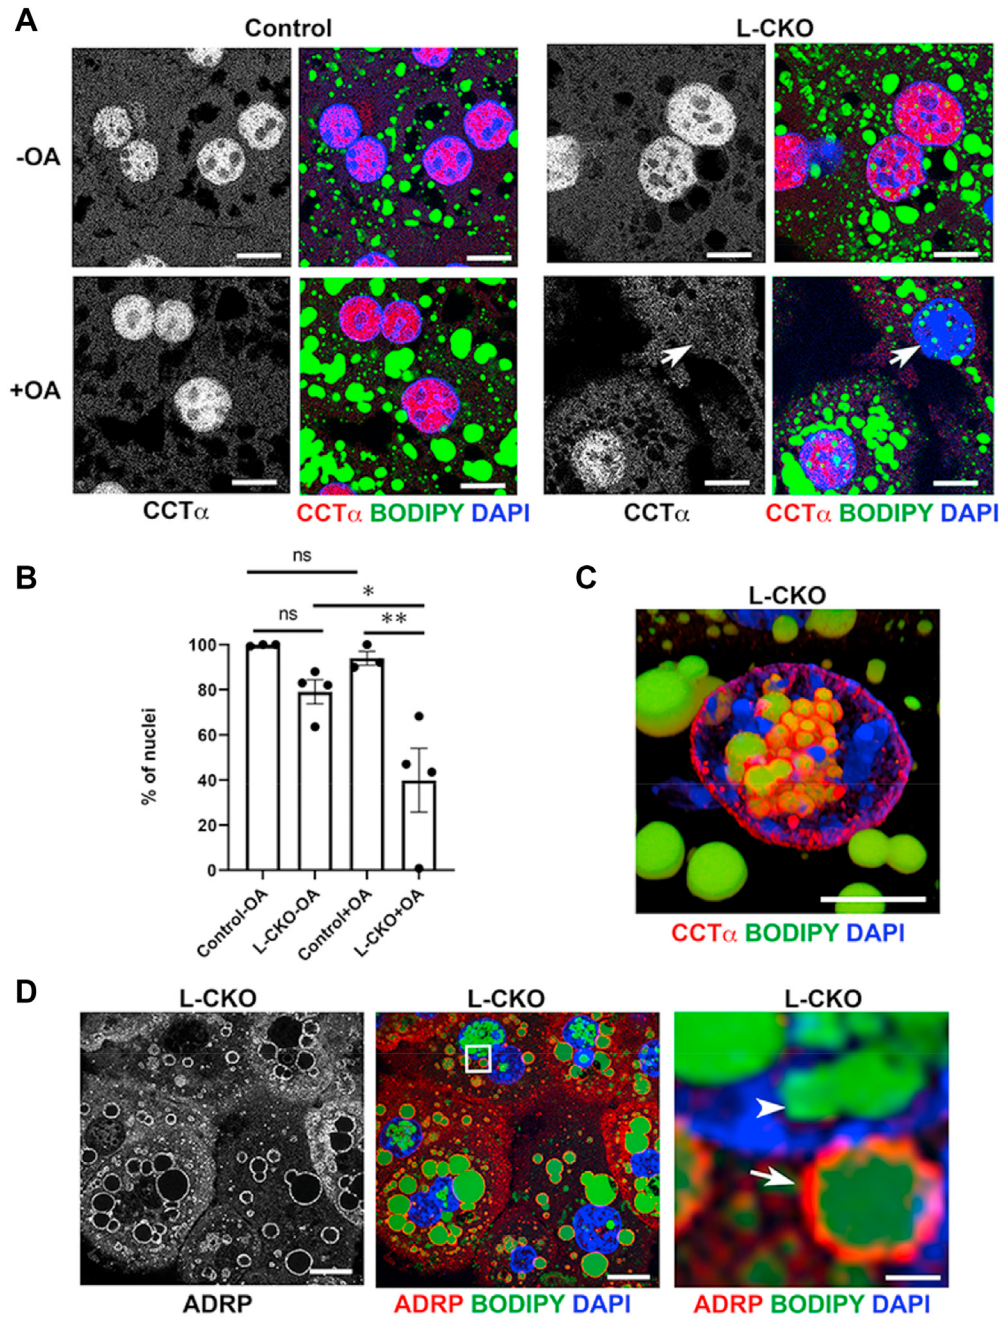 A
Control
L-CKO
-OA
+OA
CCTα
CCTα BODIPY DAPI
CCTα
CCTα BODIPY DAPI
B
ns
*
ns
**
% of nuclei
100
80
60
40
20
0
Control-OA
L-CKO-OA
Control+OA
L-CKO+OA
C
L-CKO
CCTα BODIPY DAPI
D
L-CKO
L-CKO
L-CKO
ADRP
ADRP BODIPY DAPI
ADRP BODIPY DAPI